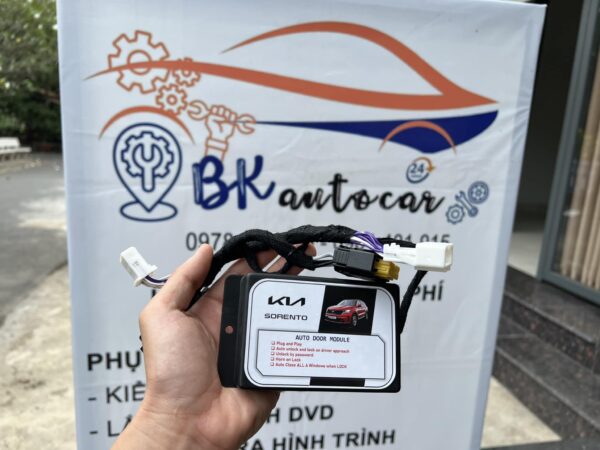 24
BK autocar
0978
481 015
PHÍ
KIA
SORENTO
AUTO DOOR MODULE
Plug and Play
Auto unlock and lock on driver approach
Unlock by password
Horn on Lock
Auto Close ALL 4 Windows when LOCK
PHỤ
- KIỂ
H DVD
- LẮ
RA HÌNH TRÌNH